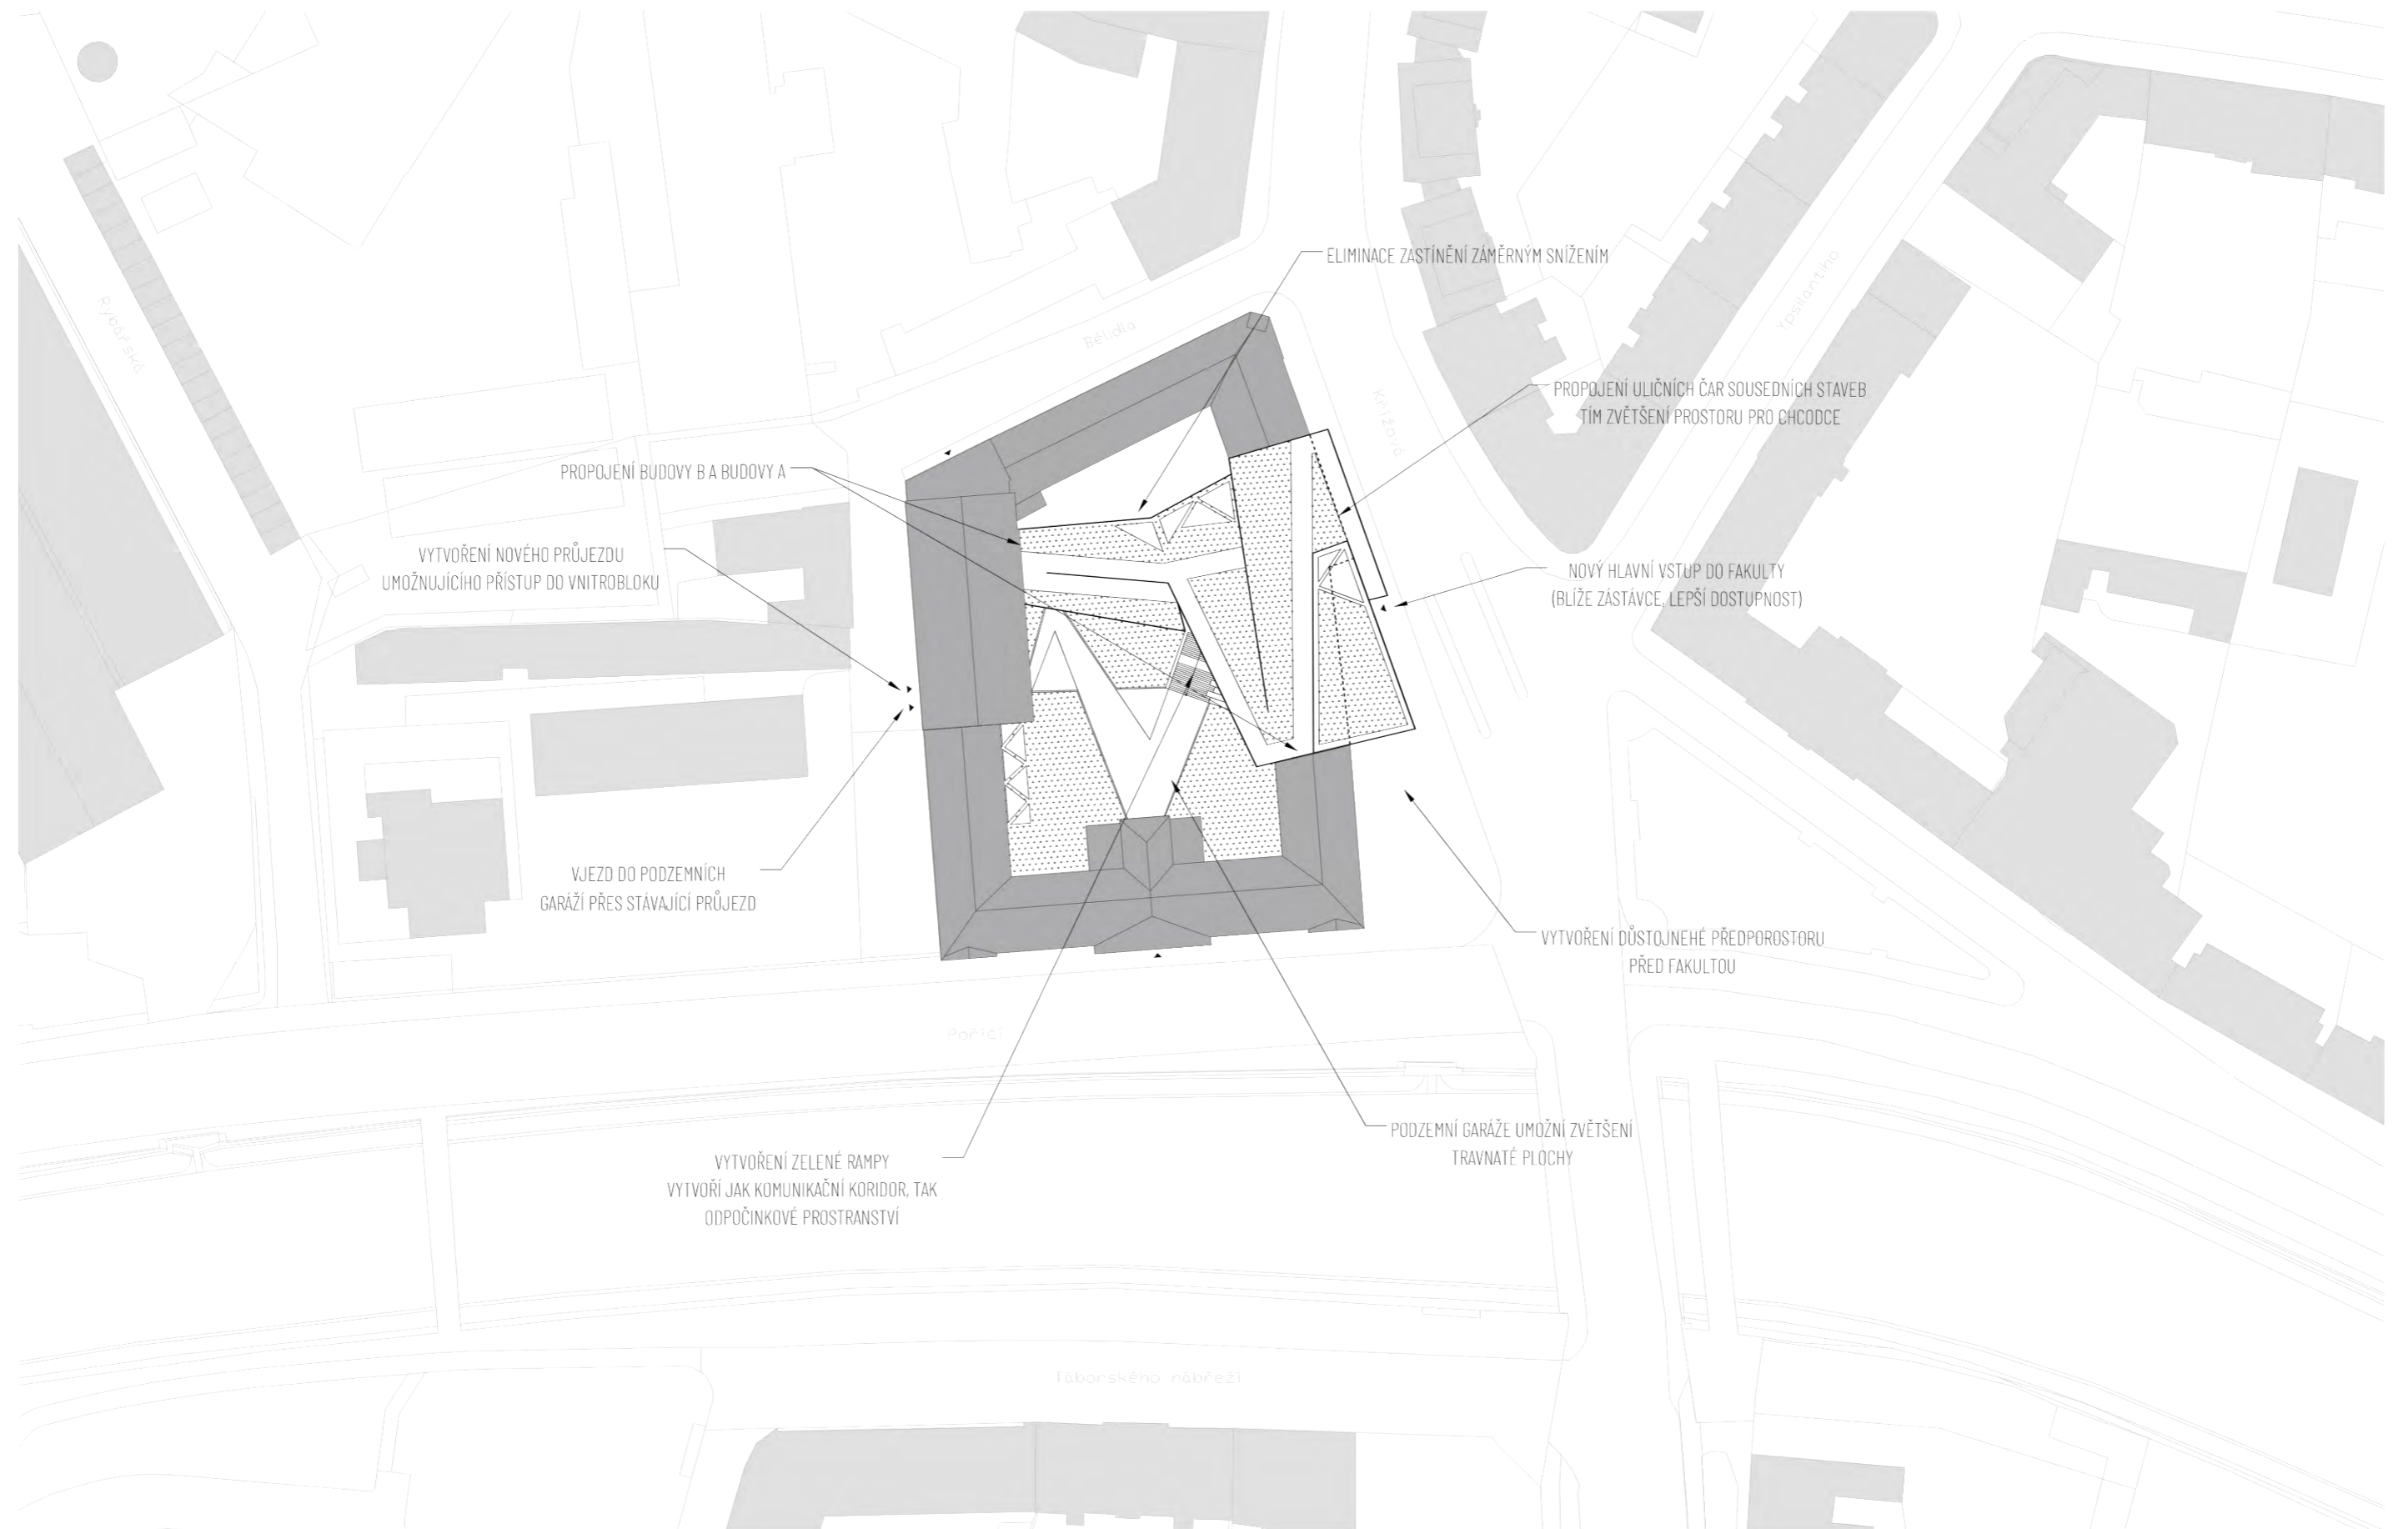 ELIMINACE ZASTÍNĚNÍ ZÁMĚRNÝM SNÍŽENÍM
Ypsilantiho
Rybářská
Bělidla
PROPOJENÍ ULIČNÍCH ČAR SOUSEDNÍCH STAVEB
TÍM ZVĚTŠENÍ PROSTORU PRO CHCODCE
Křížová
PROPOJENÍ BUDOVY B A BUDOVY A
VYTVOŘENÍ NOVÉHO PRŮJEZDU
UMOŽNUJÍCÍHO PŘÍSTUP DO VNITROBLOKU
NOVÝ HLAVNÍ VSTUP DO FAKULTY
(BLÍŽE ZÁSTÁVCE, LEPŠÍ DOSTUPNOST)
VJEZD DO PODZEMNÍCH
GARÁŽÍ PŘES STÁVAJÍCÍ PRŮJEZD
VYTVOŘENÍ DŮSTOJNEHÉ PŘEDPOROSTORU
PŘED FAKULTOU
Poříčí
PODZEMNÍ GARÁŽE UMOŽNÍ ZVĚTŠENÍ
TRAVNATÉ PLOCHY
VYTVOŘENÍ ZELENÉ RAMPY
VYTVOŘÍ JAK KOMUNIKAČNÍ KORIDOR, TAK
ODPOČINKOVÉ PROSTRANSTVÍ
Táborského nábřeží